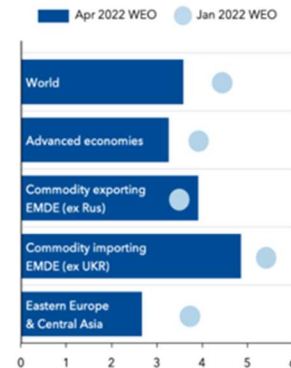 Apr 2022 WEO Jan 2022 WEO
World
Advanced economies
Commodity exporting
EMDE (ex Rus)
Commodity importing
EMDE (ex UKR)
Eastern Europe
& Central Asia
0 1 2 3 4 5